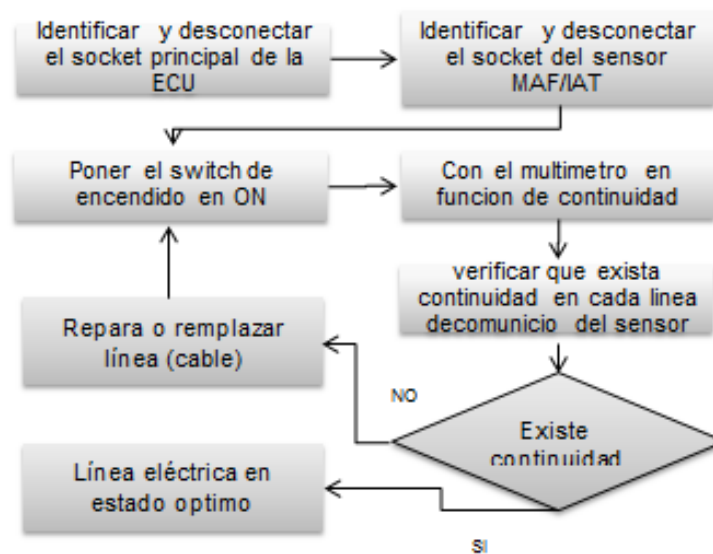 Identificar y desconectar
el socket principal de la
ECU
Identificar y desconectar
el socket del sensor
MAF/IAT
Poner el switch de
encendido en ON
Con el multimetro en
funcion de continuidad
verificar que exista
continuidad en cada linea
decomunicio del sensor
Repara o remplazar
línea (cable)
NO
Existe
continuidad
Línea eléctrica en
estado optimo
SI